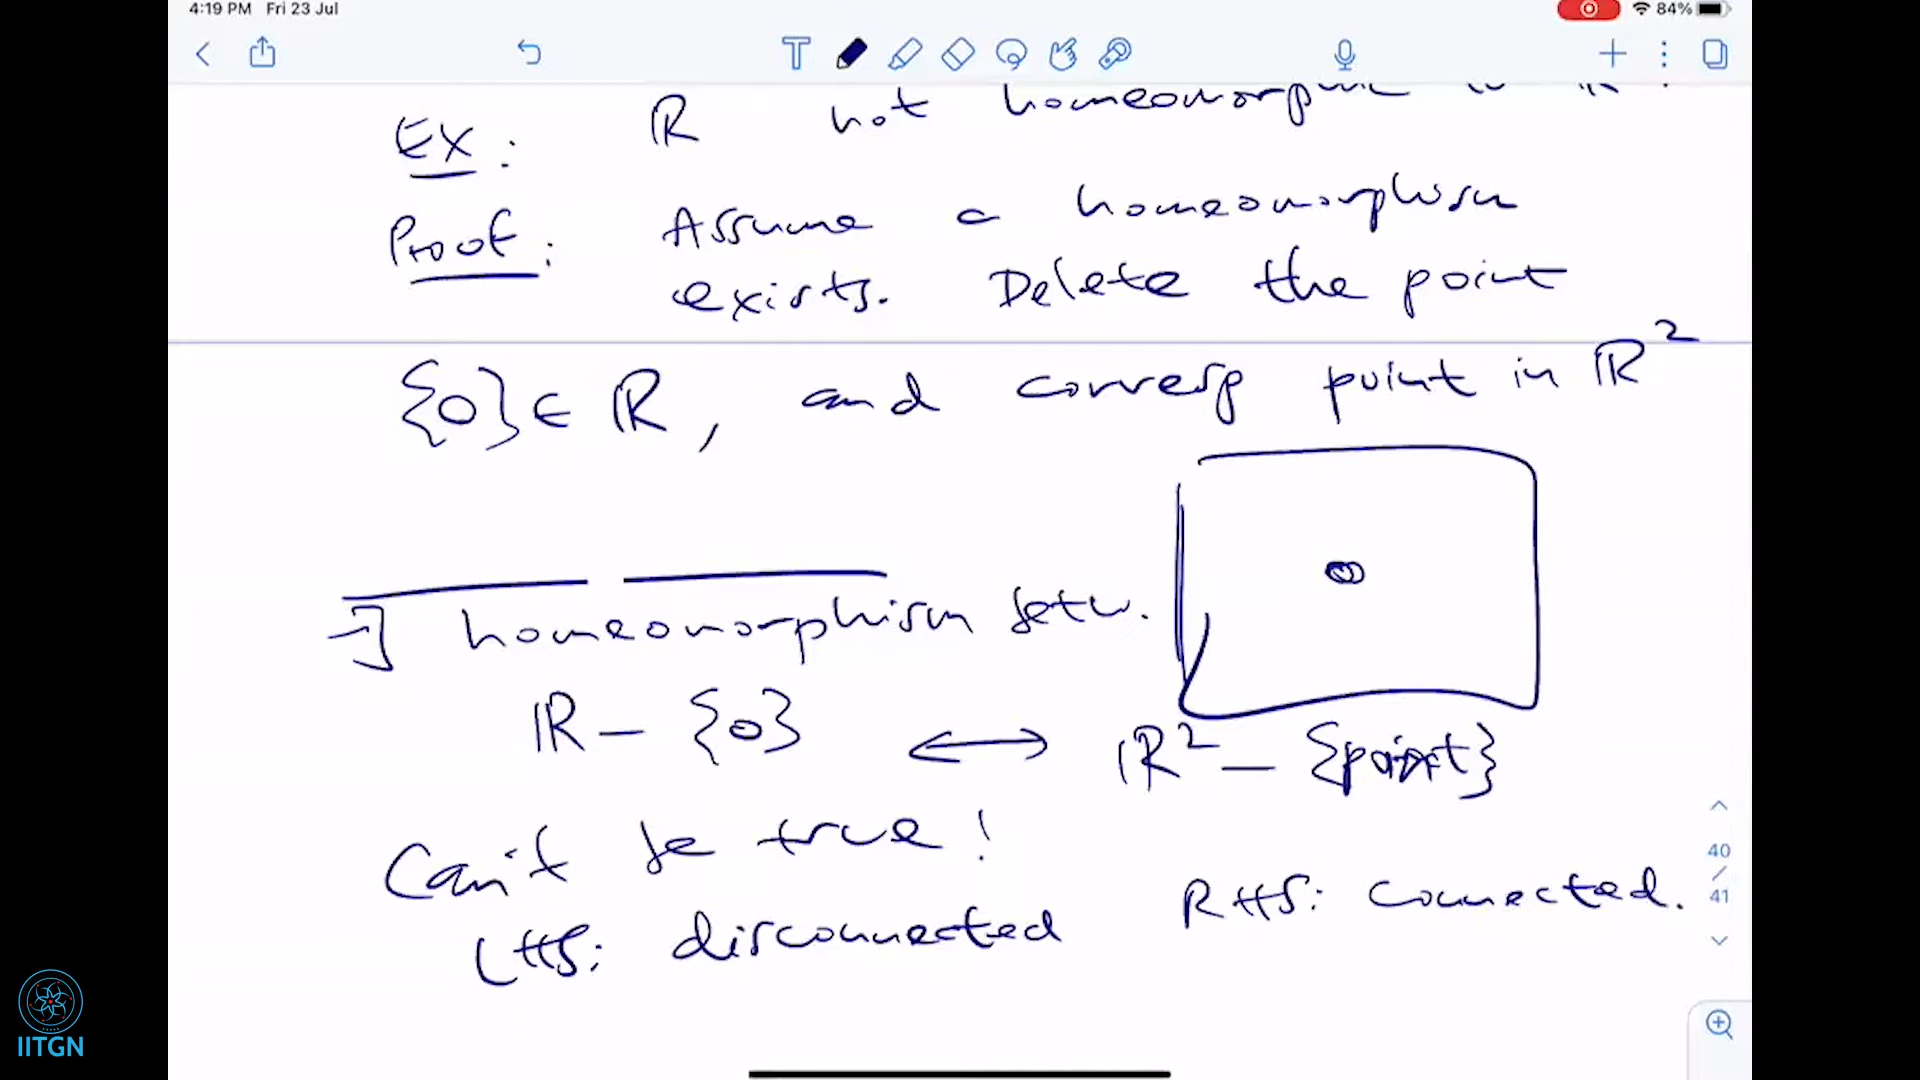 4:19 PM Fri 23 Jul
84%
Ex: ℝ not homeomorphic to ℝ²
Proof: Assume a homeomorphism
exists. Delete the point
{0} ∈ ℝ, and corresp point in ℝ²
→ ∃ homeomorphism betw.
ℝ – {0} ⟷ ℝ² – {point}
Can't be true!
LHS: disconnected RHS: connected.
40
/
41
IITGN